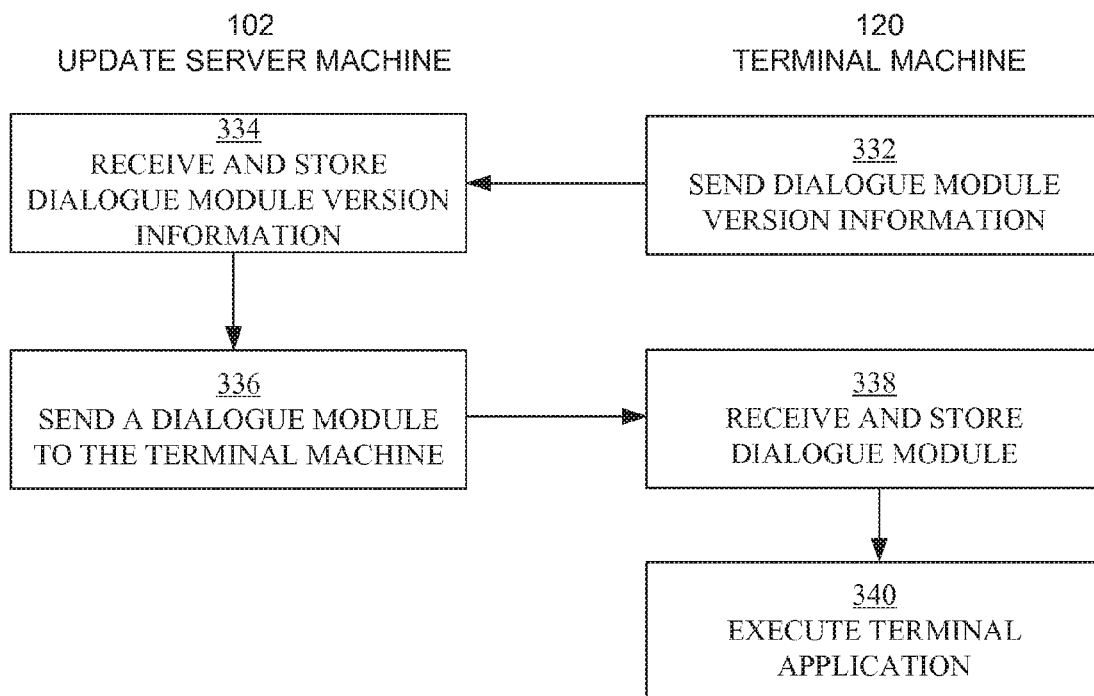 102
UPDATE SERVER MACHINE
120
TERMINAL MACHINE
334
RECEIVE AND STORE
DIALOGUE MODULE VERSION
INFORMATION
332
SEND DIALOGUE MODULE
VERSION INFORMATION
336
SEND A DIALOGUE MODULE
TO THE TERMINAL MACHINE
338
RECEIVE AND STORE
DIALOGUE MODULE
340
EXECUTE TERMINAL
APPLICATION